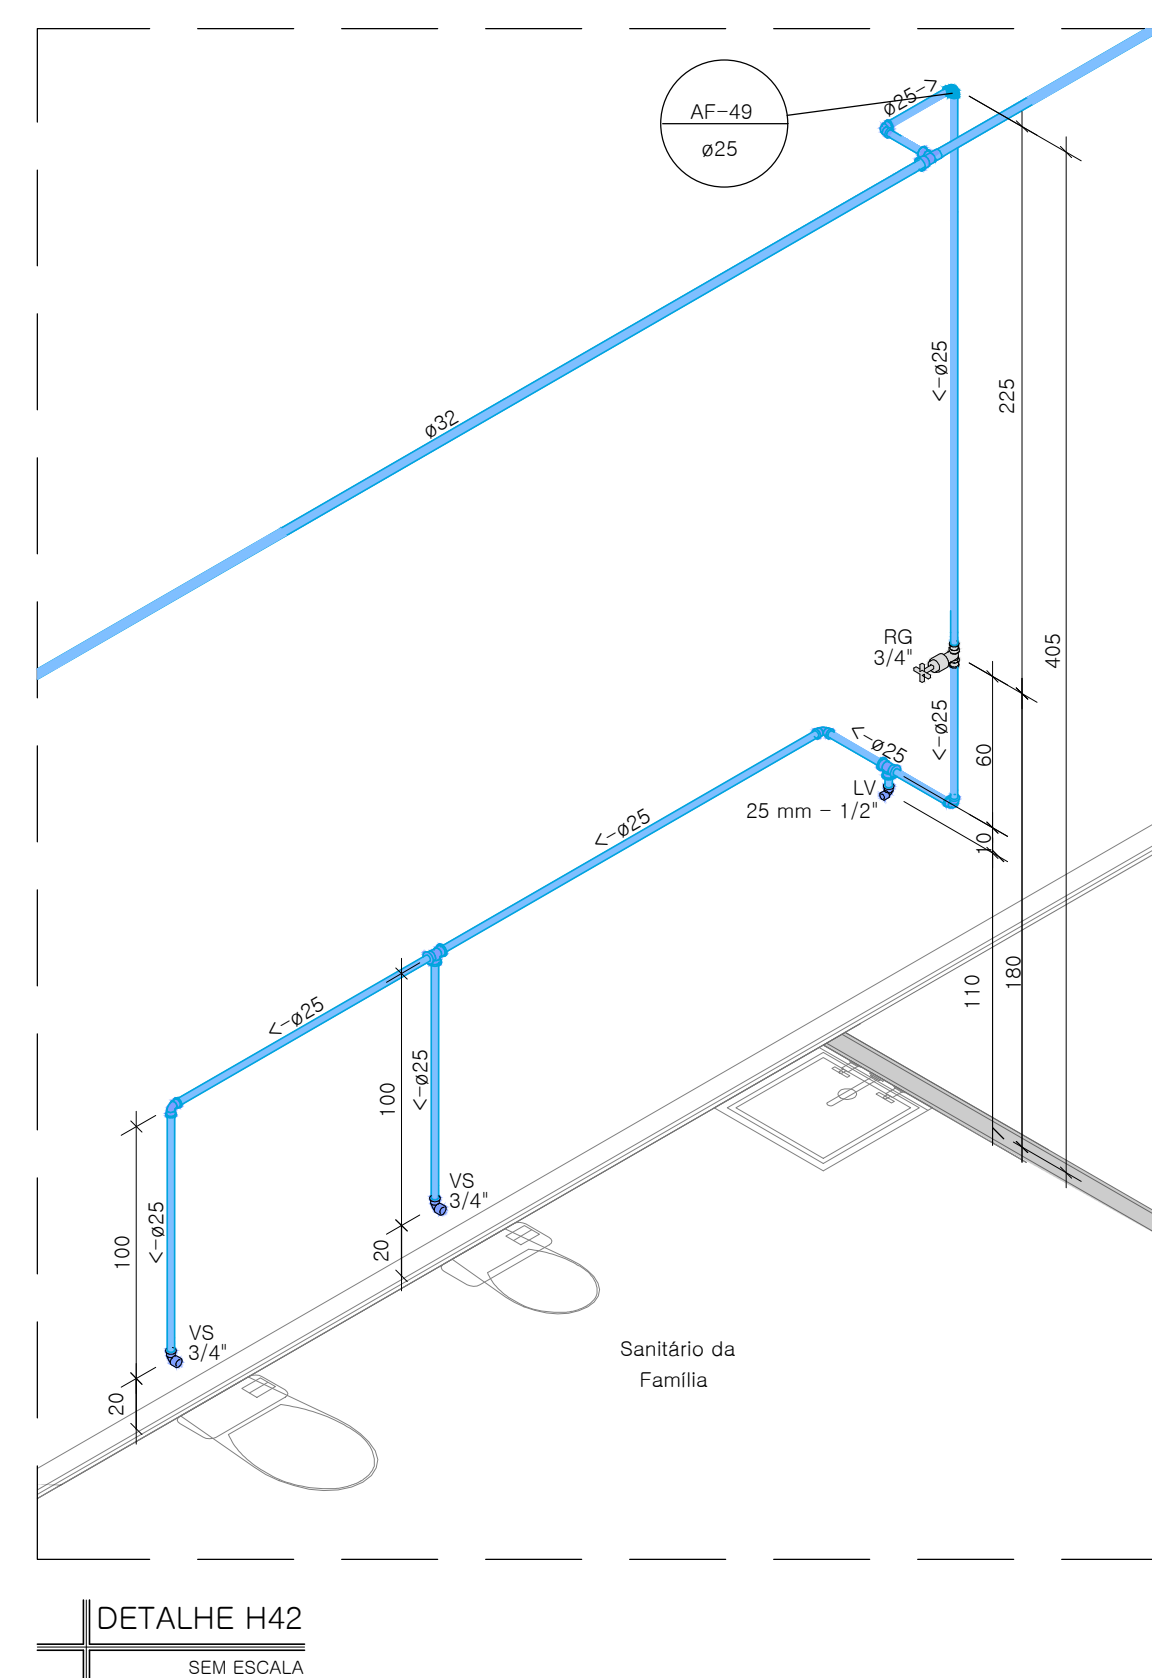 AF-49
ø25
ø25->
ø32
<-ø25
225
405
RG
3/4"
<-ø25
60
<-ø25
LV
25 mm - 1/2"
10
<-ø25
110
180
<-ø25
100
<-ø25
VS
3/4"
20
100
<-ø25
VS
3/4"
20
Sanitário da
Família
DETALHE H42
SEM ESCALA